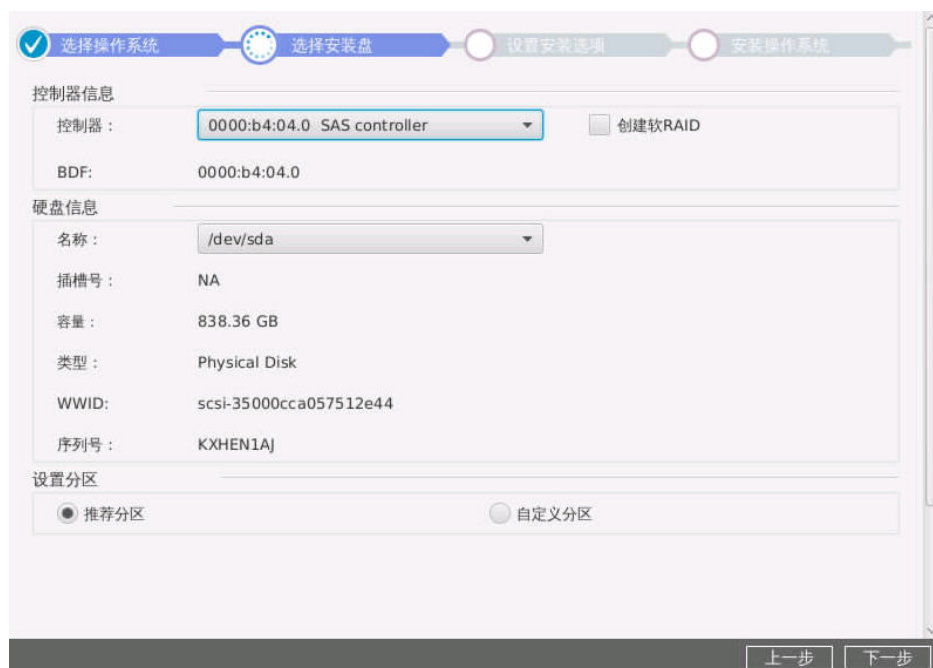 选择操作系统 选择安装盘 设置安装选项 安装操作系统
控制器信息
控制器： 0000:b4:04.0 SAS controller 创建软RAID
BDF: 0000:b4:04.0
硬盘信息
名称： /dev/sda
插槽号： NA
容量： 838.36 GB
类型： Physical Disk
WWID: scsi-35000cca057512e44
序列号： KXHEN1AJ
设置分区
推荐分区 自定义分区
上一步 下一步